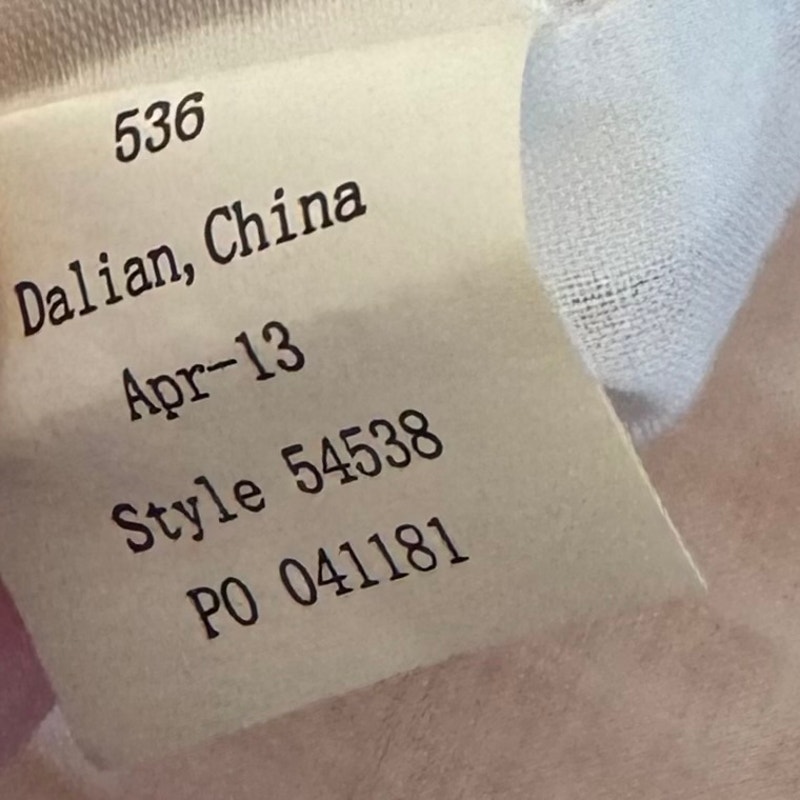 536
Dalian, China
Apr-13
Style 54538
PO 041181